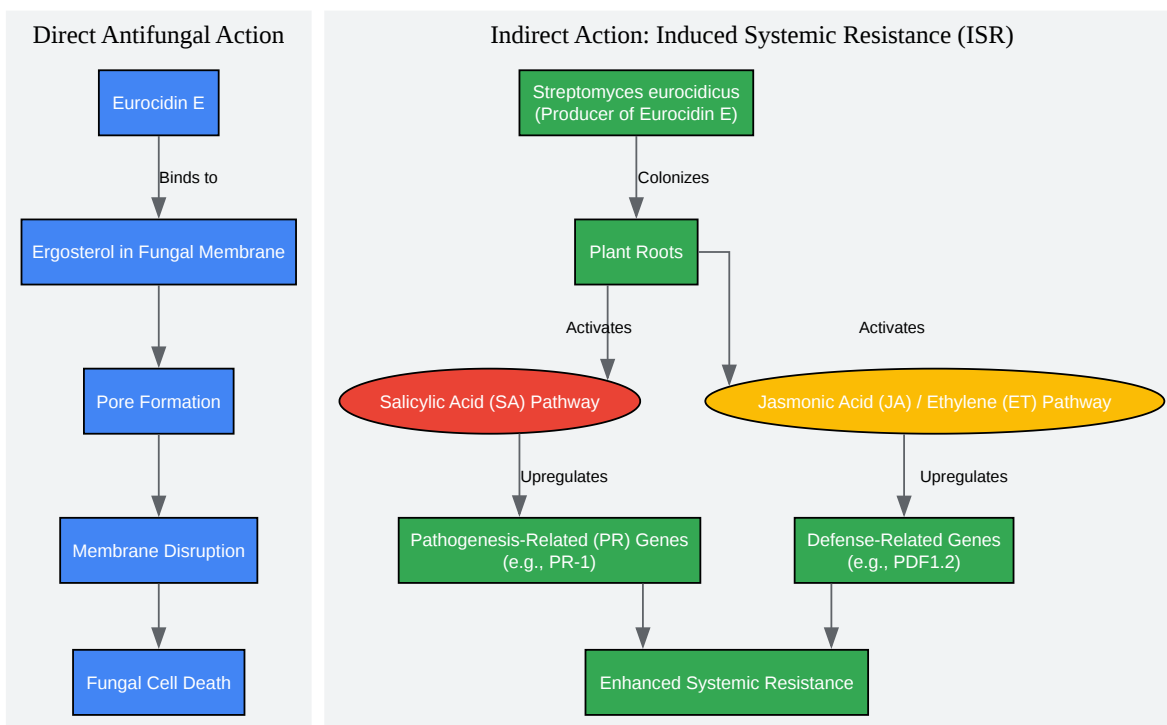 Direct Antifungal Action
Eurocidin E
Binds to
Ergosterol in Fungal Membrane
Pore Formation
Membrane Disruption
Fungal Cell Death
Indirect Action: Induced Systemic Resistance (ISR)
Streptomyces eurocidicus
(Producer of Eurocidin E)
Colonizes
Plant Roots
Activates
Activates
Salicylic Acid (SA) Pathway
Jasmonic Acid (JA) / Ethylene (ET) Pathway
Upregulates
Upregulates
Pathogenesis-Related (PR) Genes
(e.g., PR-1)
Defense-Related Genes
(e.g., PDF1.2)
Enhanced Systemic Resistance